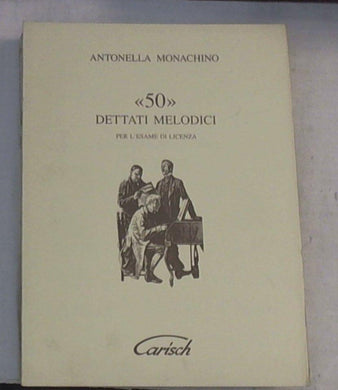 ANTONELLA MONACHINO
«50»
DETTATI MELODICI
PER L'ESAME DI LICENZA
Carisch